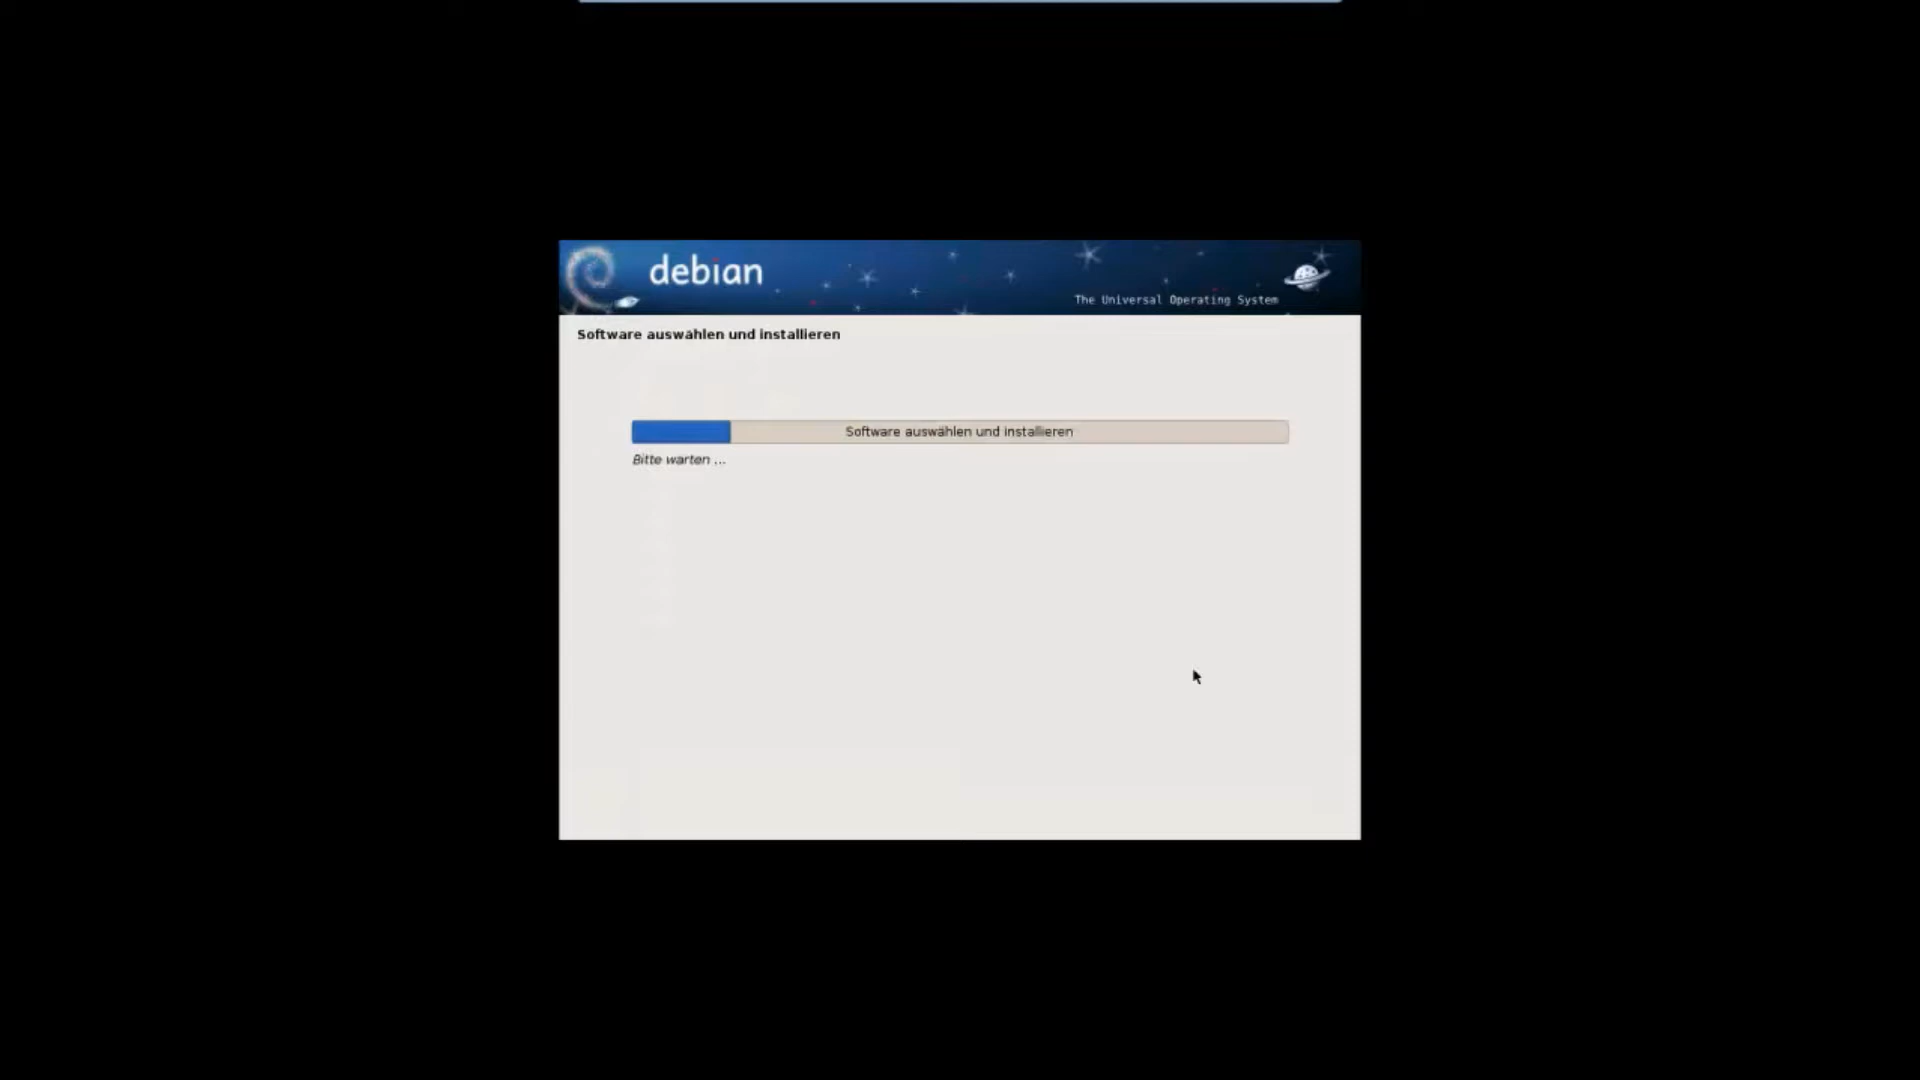 debian
The Universal Operating System
Software auswählen und installieren
Software auswählen und installieren
Bitte warten ...